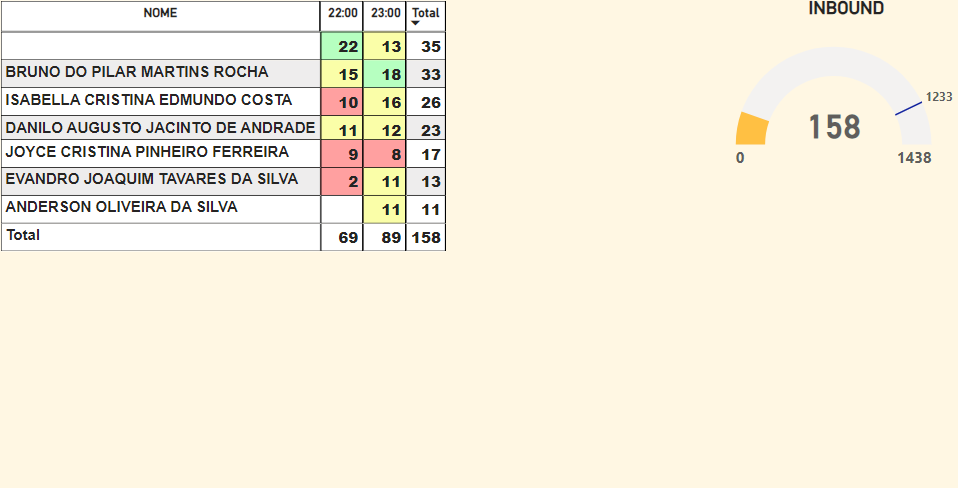 NOME 22:00 23:00 Total
22 13 35
BRUNO DO PILAR MARTINS ROCHA 15 18 33
ISABELLA CRISTINA EDMUNDO COSTA 10 16 26
DANILO AUGUSTO JACINTO DE ANDRADE 11 12 23
JOYCE CRISTINA PINHEIRO FERREIRA 9 8 17
EVANDRO JOAQUIM TAVARES DA SILVA 2 11 13
ANDERSON OLIVEIRA DA SILVA 11 11
Total 69 89 158
INBOUND
1233
158
0 1438